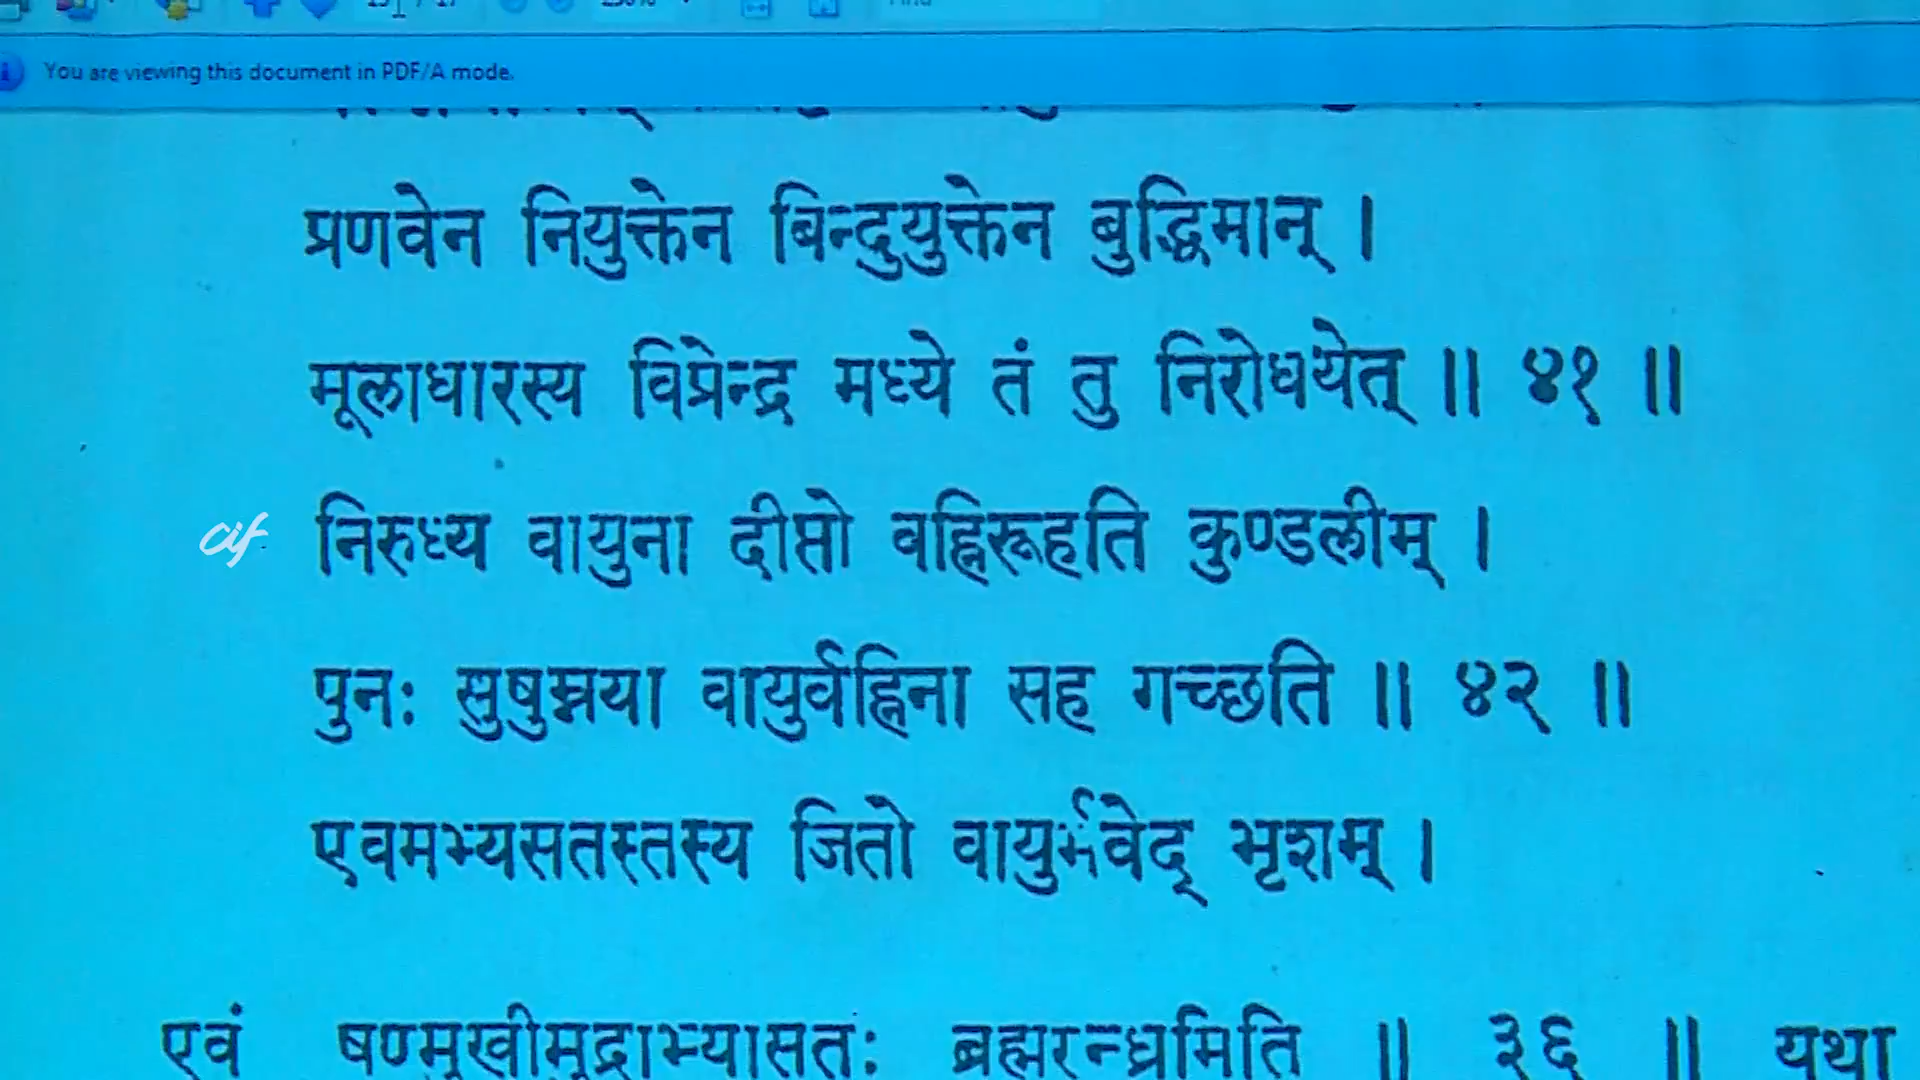 You are viewing this document in PDF/A mode.
प्रणवेन नियुक्तेन बिन्दुयुक्तेन बुद्धिमान् ।
मूलाधारस्य विप्रेन्द्र मध्ये तं तु निरोधयेत् ॥ ४१ ॥
निरुध्य वायुना दीप्तो वह्निरूहति कुण्डलीम् ।
पुनः सुषुम्नया वायुर्वह्निना सह गच्छति ॥ ४२ ॥
एवमभ्यसतस्तस्य जितो वायुर्भवेद् भृशम् ।
एवं षण्मुखीमुद्राभ्यासतः ब्रह्मरन्ध्रमिति ॥ ३६ ॥ यथा